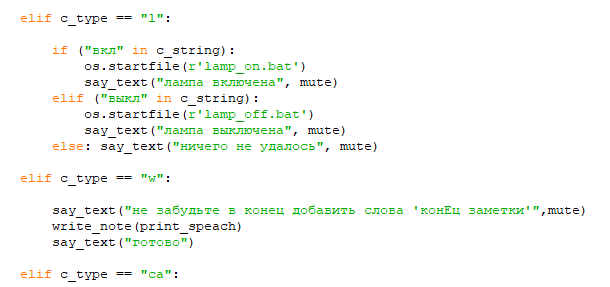 elif c_type == "l":
if ("вкл" in c_string):
os.startfile(r'lamp_on.bat')
say_text("лампа включена", mute)
elif ("выкл" in c_string):
os.startfile(r'lamp_off.bat')
say_text("лампа выключена", mute)
else: say_text("ничего не удалось", mute)
elif c_type == "w":
say_text("не забудьте в конец добавить слова 'конЕц заметки'",mute)
write_note(print_speach)
say_text("готово")
elif c_type == "ca":